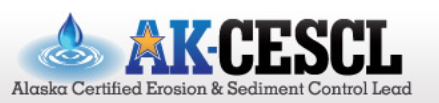 AK-CESCL
Alaska Certified Erosion & Sediment Control Lead